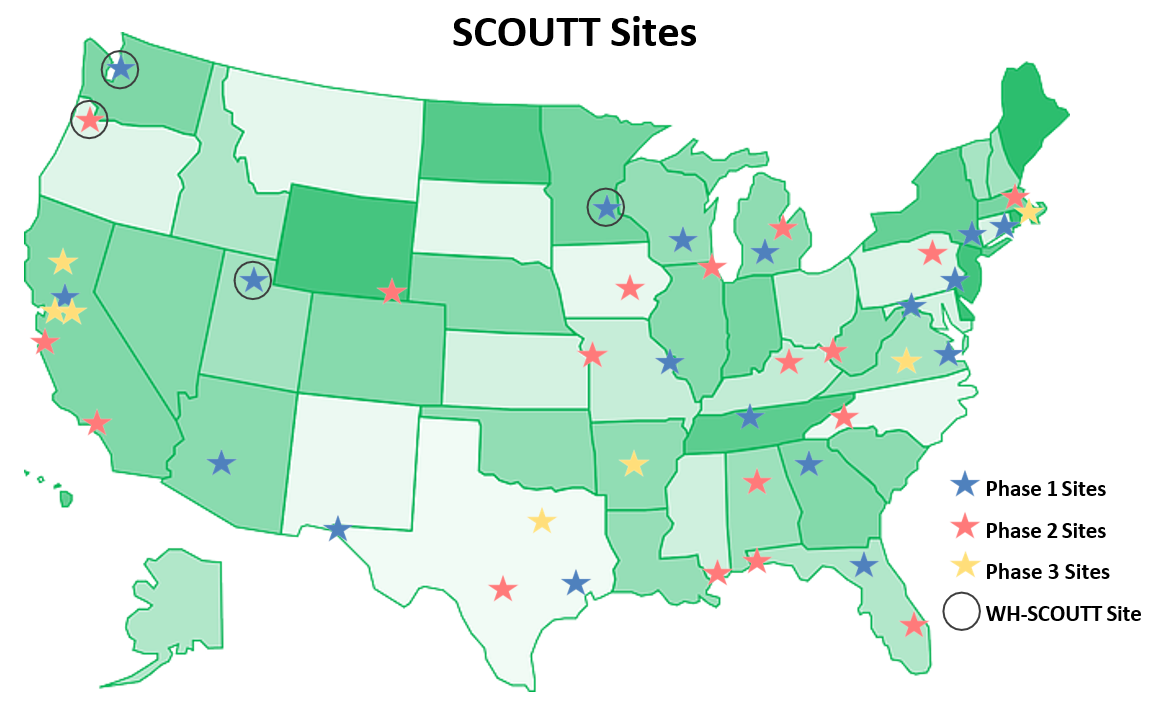 SCOUTT Sites
Phase 1 Sites
Phase 2 Sites
Phase 3 Sites
WH-SCOUTT Site